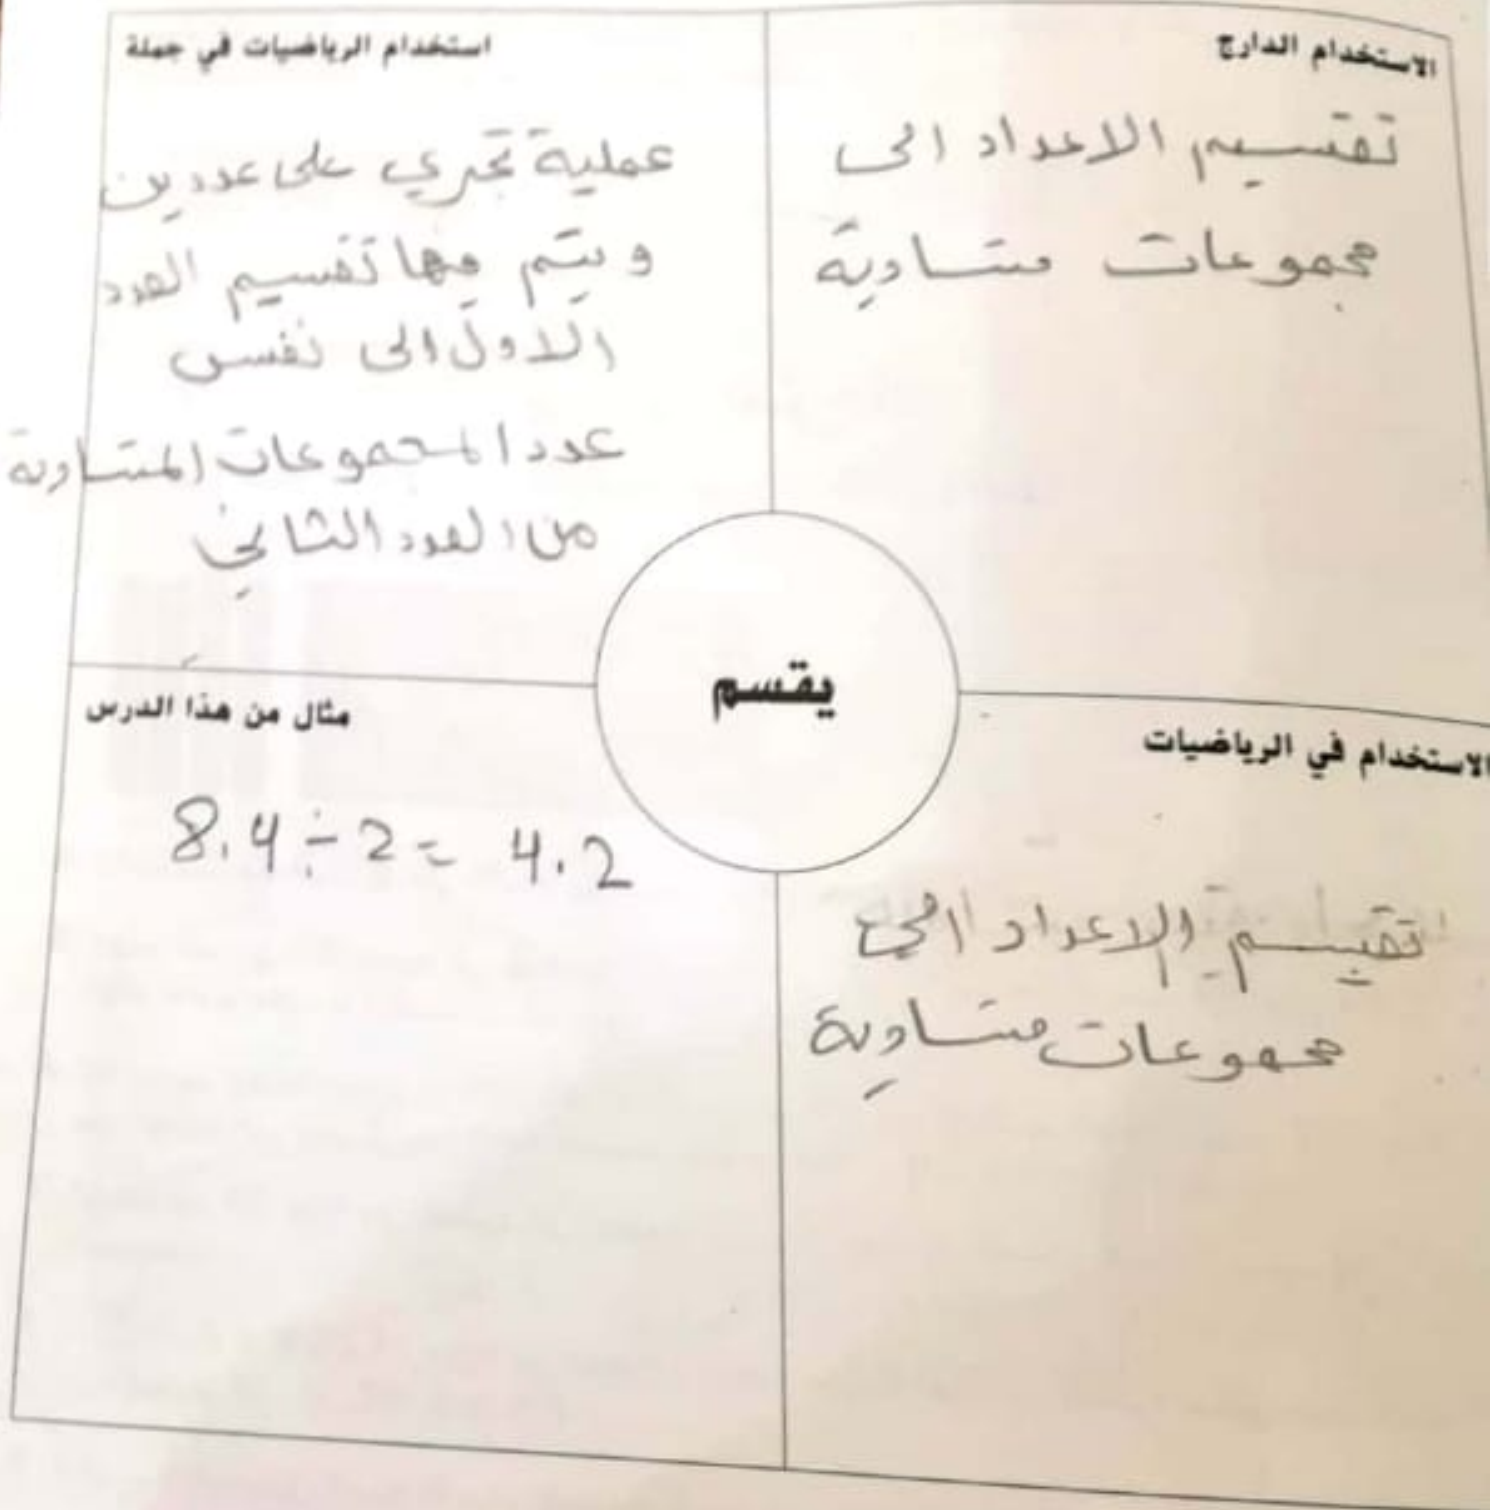 الاستخدام الدارج
تقسيم الاعداد الى
مجموعات متساوية
استخدام الرياضيات في جملة
عملية تجري على عددين
ويتم فيها تقسيم العدد
الاول الى نفس
عدد المجموعات المتساوية
من العدد الثاني
يقسم
الاستخدام في الرياضيات
تقسيم الاعداد الى
مجموعات متساوية
مثال من هذا الدرس
8.4 ÷ 2 = 4.2